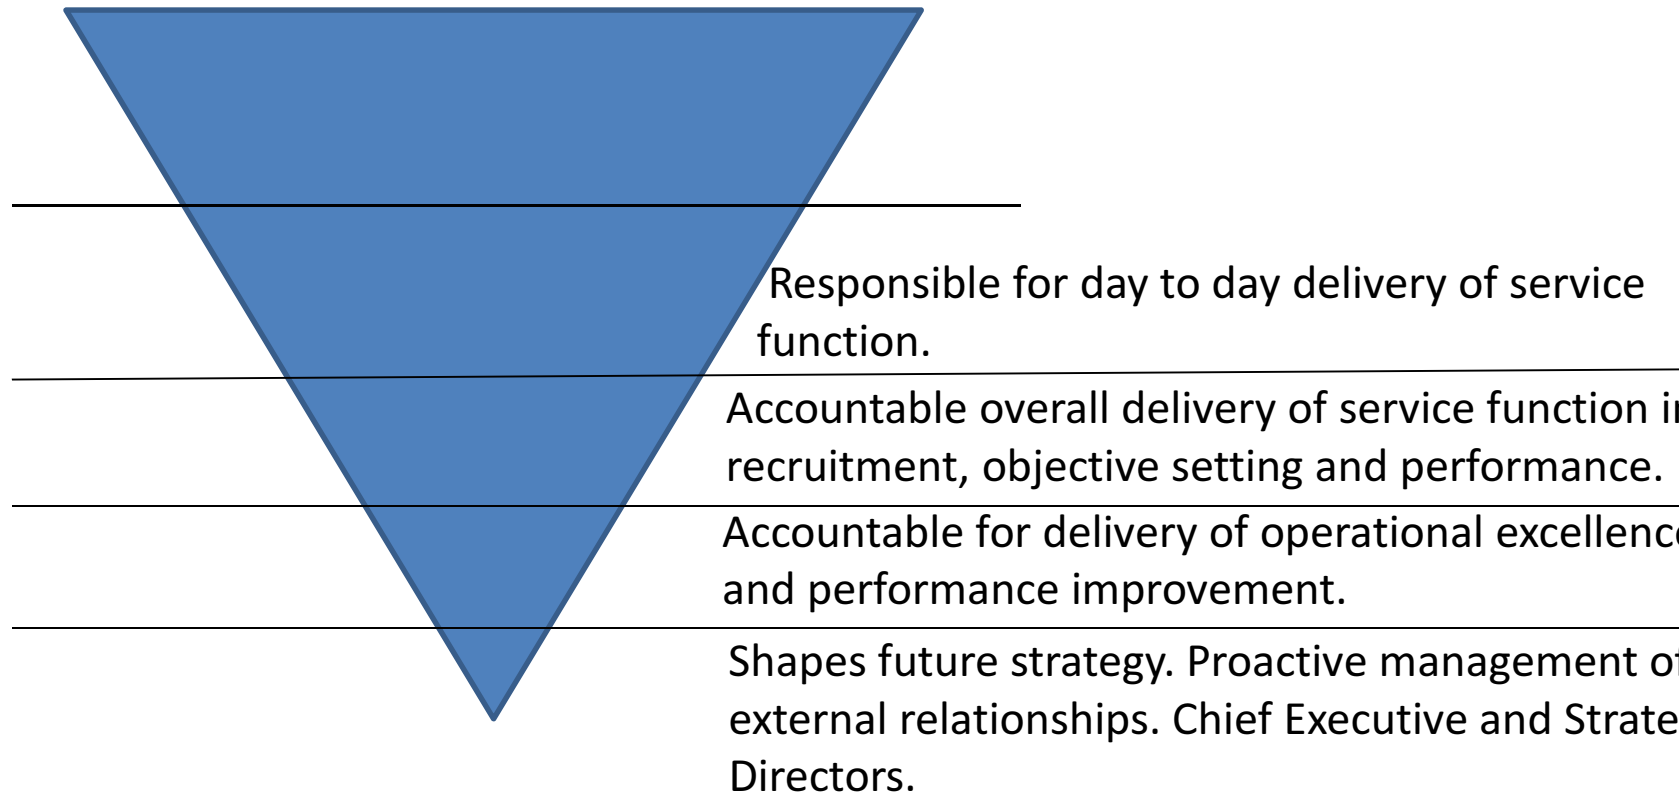 Responsible for day to day delivery of service
function.
Accountable overall delivery of service function
recruitment, objective setting and performance.
Accountable for delivery of operational excellence
and performance improvement.
Shapes future strategy. Proactive management of
external relationships. Chief Executive and
Directors.